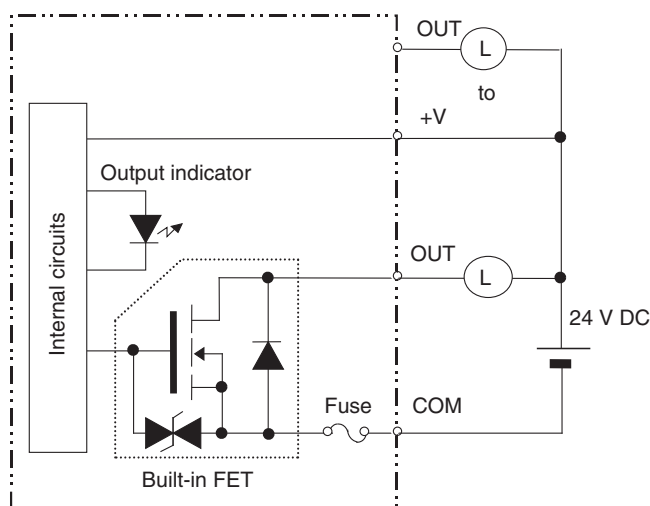 OUT
L
to
+V
Output indicator
Internal circuits
OUT
L
24 V DC
Fuse
COM
Built-in FET